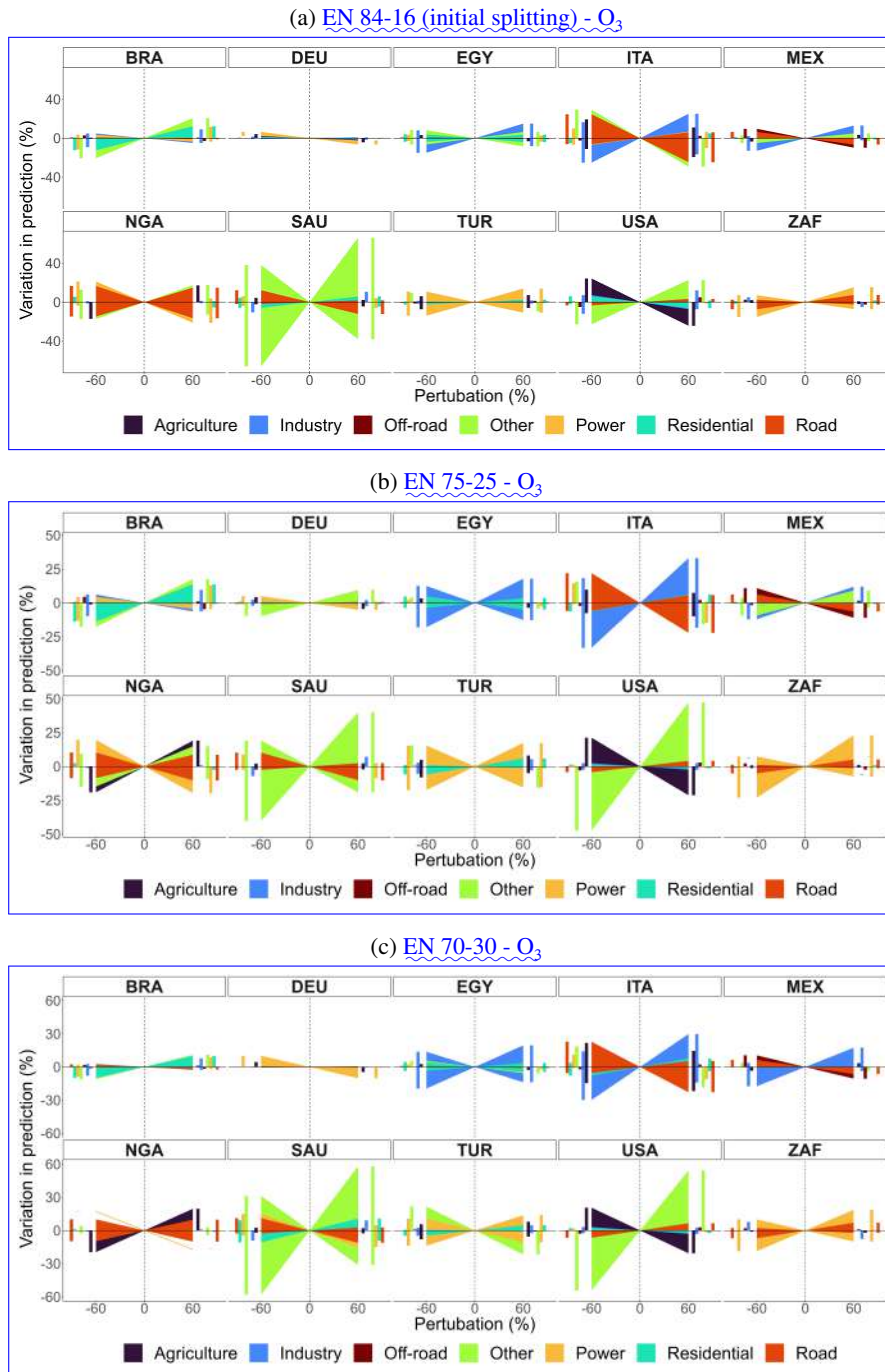 (a) EN 84-16 (initial splitting) - O3
BRA DEU EGY ITA MEX
40
0
-40
NGA SAU TUR USA ZAF
40
0
-40
Variation in prediction (%)
-60 0 60 -60 0 60 -60 0 60 -60 0 60 -60 0 60
Pertubation (%)
Agriculture Industry Off-road Other Power Residential Road
(b) EN 75-25 - O3
BRA DEU EGY ITA MEX
50
25
0
-25
-50
NGA SAU TUR USA ZAF
50
25
0
-25
-50
Variation in prediction (%)
-60 0 60 -60 0 60 -60 0 60 -60 0 60 -60 0 60
Pertubation (%)
Agriculture Industry Off-road Other Power Residential Road
(c) EN 70-30 - O3
BRA DEU EGY ITA MEX
60
30
0
-30
-60
NGA SAU TUR USA ZAF
60
30
0
-30
-60
Variation in prediction (%)
-60 0 60 -60 0 60 -60 0 60 -60 0 60 -60 0 60
Pertubation (%)
Agriculture Industry Off-road Other Power Residential Road